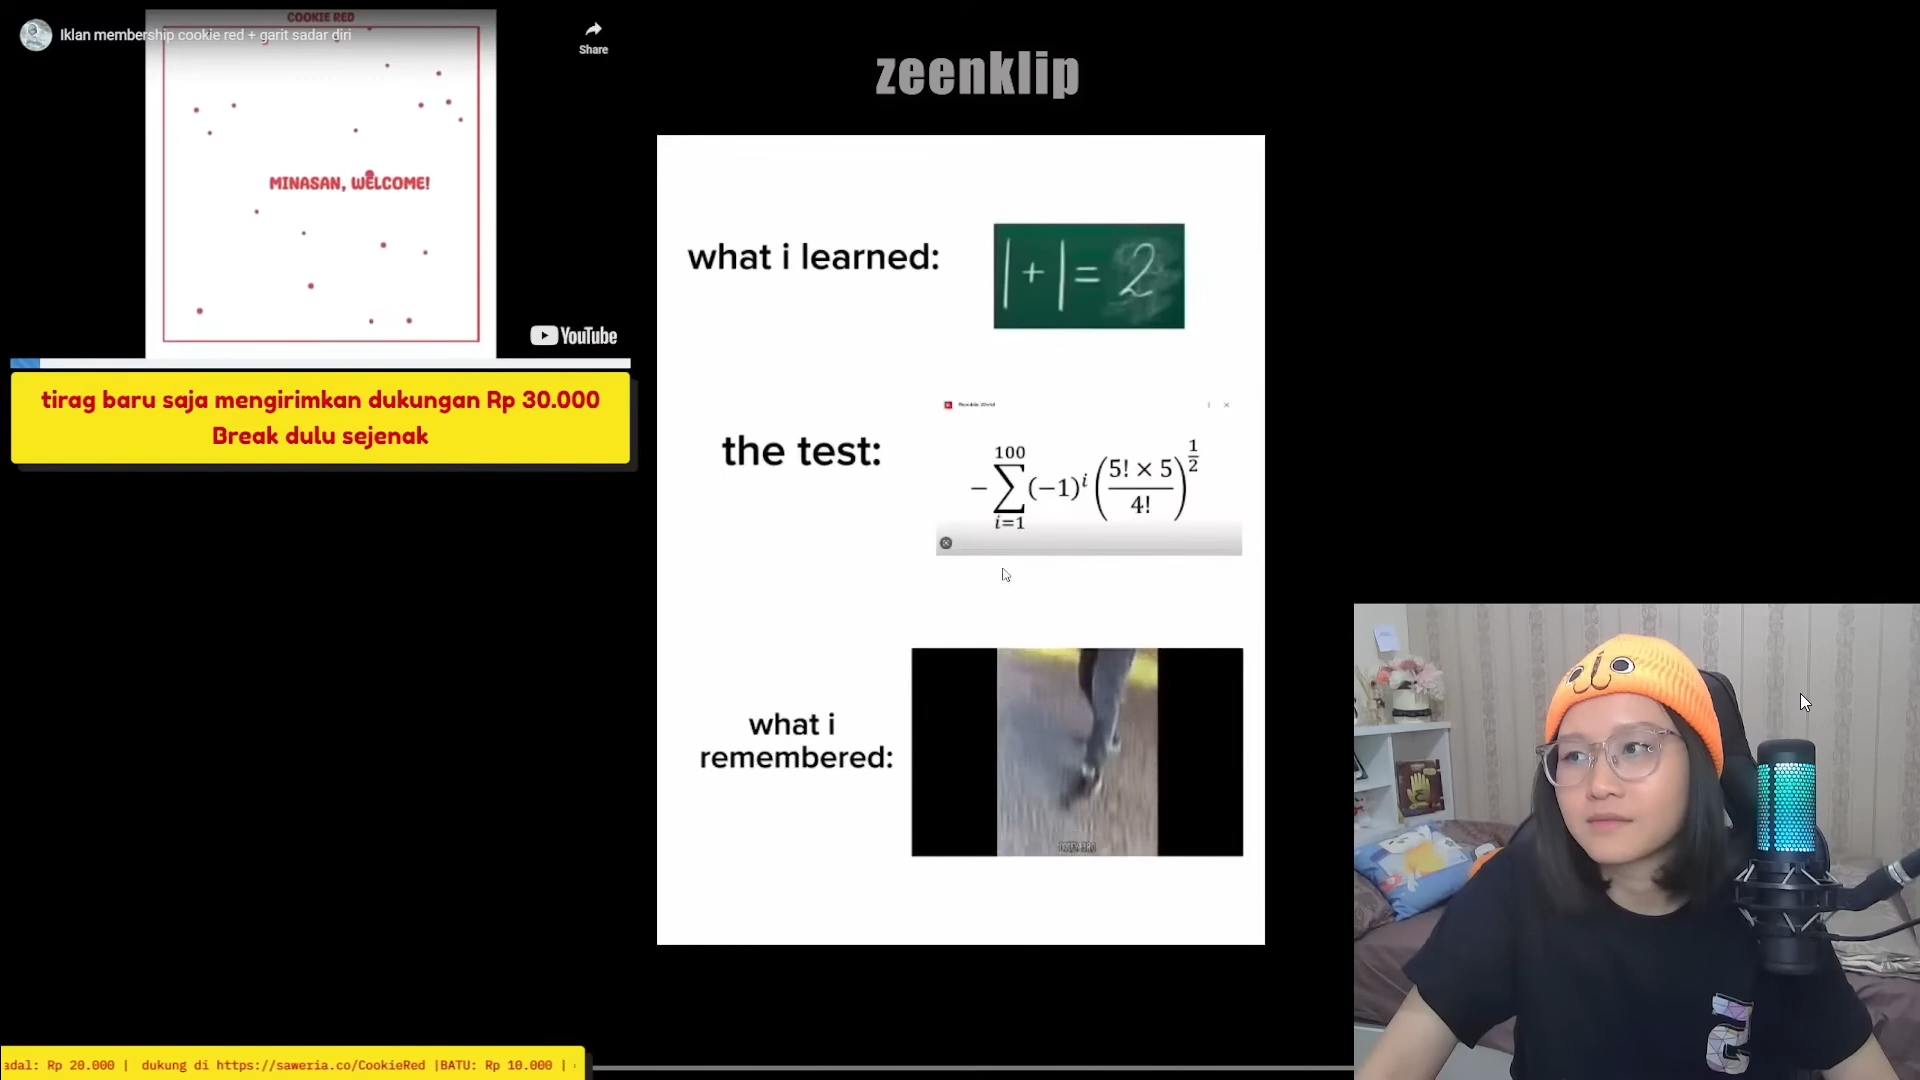 COOKIE RED
Iklan membership cookie red + garit sadar diri
Share
MINASAN, WELCOME!
YouTube
tirag baru saja mengirimkan dukungan Rp 30.000
Break dulu sejenak
zeenklip
what i learned:
1 + 1 = 2
the test:
100
− ∑ (−1)^i (5! × 5 / 4!)^(1/2)
i=1
what i
remembered:
adal: Rp 20.000 | dukung di https://saweria.co/CookieRed |BATU: Rp 10.000 |